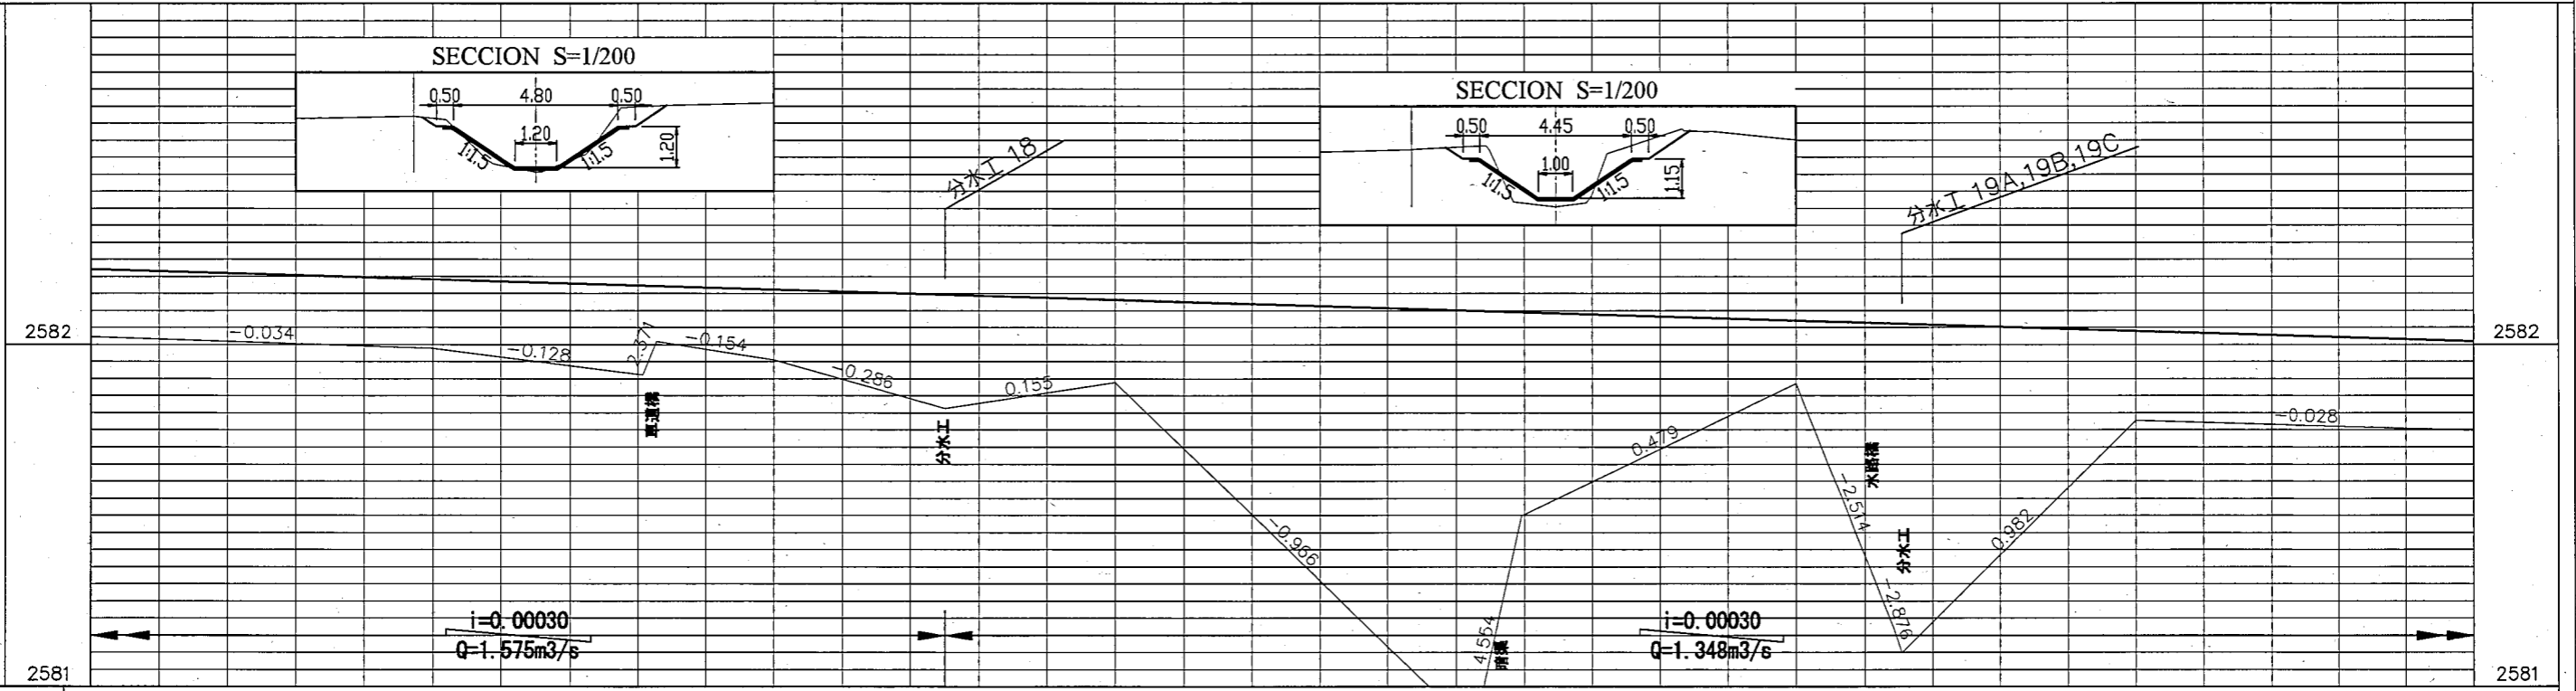 SECCION S=1/200
0.50 4.80 0.50
1.20
1:1.5 1:1.5
1.20
SECCION S=1/200
0.50 4.45 0.50
1.00
1:1.5 1:1.5
1.15
分水工 18
分水工 19A,19B,19C
2582
2582
-0.034
-0.128
2.371
-0.154
-0.286
0.155
-0.966
4.554
0.479
-2.514
-2.876
0.982
-0.028
車道橋
分水工
暗渠
水路橋
分水工
i=0.00030
Q=1.575m3/s
i=0.00030
Q=1.348m3/s
2581
2581